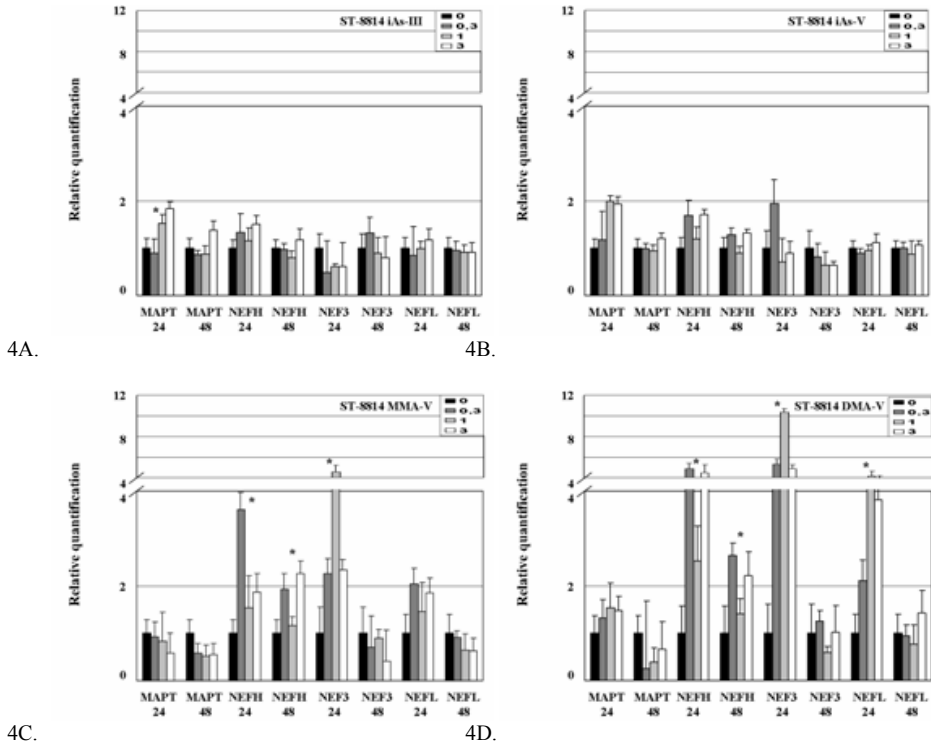 12
ST-8814 iAs-III
0
0,3
1
3
8
4
4
Relative quantification
2
*
0
MAPT MAPT NEFH NEFH NEF3 NEF3 NEFL NEFL
24 48 24 48 24 48 24 48
4A.
12
ST-8814 iAs-V
0
0,3
1
3
8
4
4
Relative quantification
2
0
MAPT MAPT NEFH NEFH NEF3 NEF3 NEFL NEFL
24 48 24 48 24 48 24 48
4B.
12
ST-8814 MMA-V
0
0,3
1
3
8
*
4
4
Relative quantification
*
*
2
0
MAPT MAPT NEFH NEFH NEF3 NEF3 NEFL NEFL
24 48 24 48 24 48 24 48
4C.
12
* ST-8814 DMA-V
0
0,3
1
3
8
* *
4
4
Relative quantification
*
2
0
MAPT MAPT NEFH NEFH NEF3 NEF3 NEFL NEFL
24 48 24 48 24 48 24 48
4D.